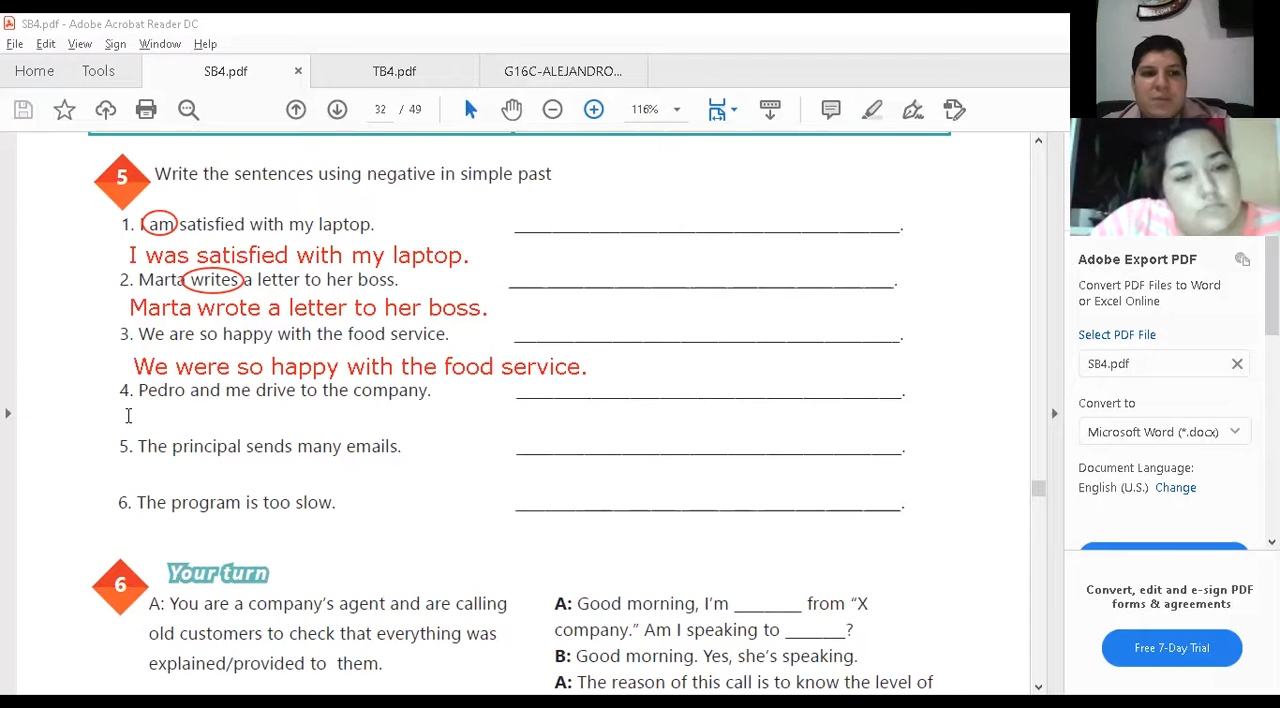 SB4.pdf - Adobe Acrobat Reader DC
File Edit View Sign Window Help
Home Tools SB4.pdf × TB4.pdf G16C-ALEJANDRO...
32 / 49 116%
5 Write the sentences using negative in simple past
1. I am satisfied with my laptop. ____________________.
I was satisfied with my laptop.
2. Marta writes a letter to her boss. ____________________.
Marta wrote a letter to her boss.
3. We are so happy with the food service. ____________________.
We were so happy with the food service.
4. Pedro and me drive to the company. ____________________.
5. The principal sends many emails. ____________________.
6. The program is too slow. ____________________.
6 Your turn
A: You are a company's agent and are calling
old customers to check that everything was
explained/provided to them.
A: Good morning, I'm _______ from "X
company." Am I speaking to ______?
B: Good morning. Yes, she's speaking.
A: The reason of this call is to know the level of
Adobe Export PDF
Convert PDF Files to Word
or Excel Online
Select PDF File
SB4.pdf
Convert to
Microsoft Word (*.docx)
Document Language:
English (U.S.) Change
Convert, edit and e-sign PDF
forms & agreements
Free 7-Day Trial